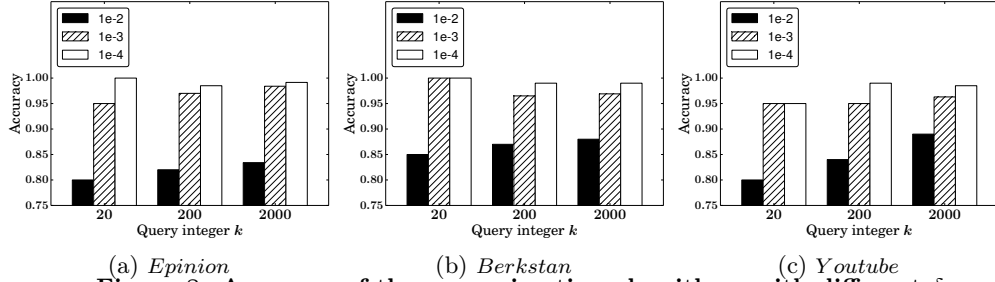 1e-2
1e-3
1e-4
Accuracy
1.00
0.95
0.90
0.85
0.80
0.75
20 200 2000
Query integer k
(a) Epinion
1e-2
1e-3
1e-4
Accuracy
1.00
0.95
0.90
0.85
0.80
0.75
20 200 2000
Query integer k
(b) Berkstan
1e-2
1e-3
1e-4
Accuracy
1.00
0.95
0.90
0.85
0.80
0.75
20 200 2000
Query integer k
(c) Youtube